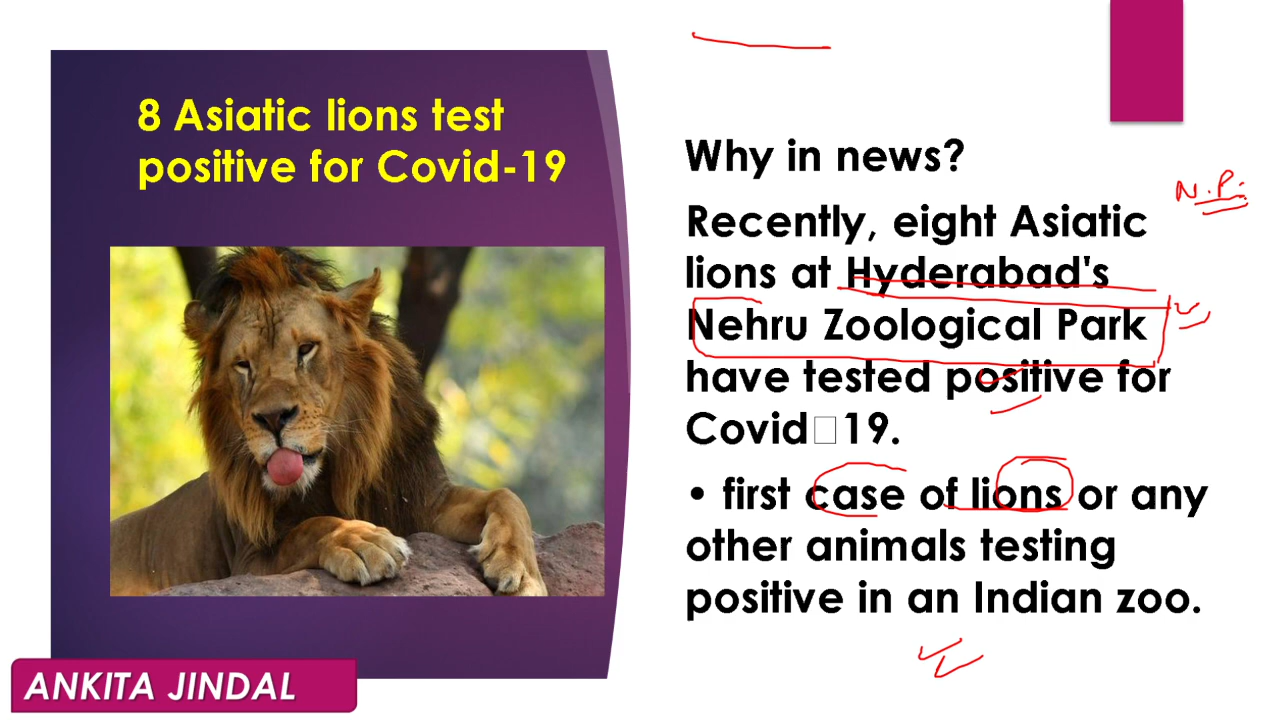 8 Asiatic lions test
positive for Covid-19
Why in news?
N.P:
Recently, eight Asiatic
lions at Hyderabad's
Nehru Zoological Park
have tested positive for
Covid□19.
• first case of lions or any
other animals testing
positive in an Indian zoo.
ANKITA JINDAL